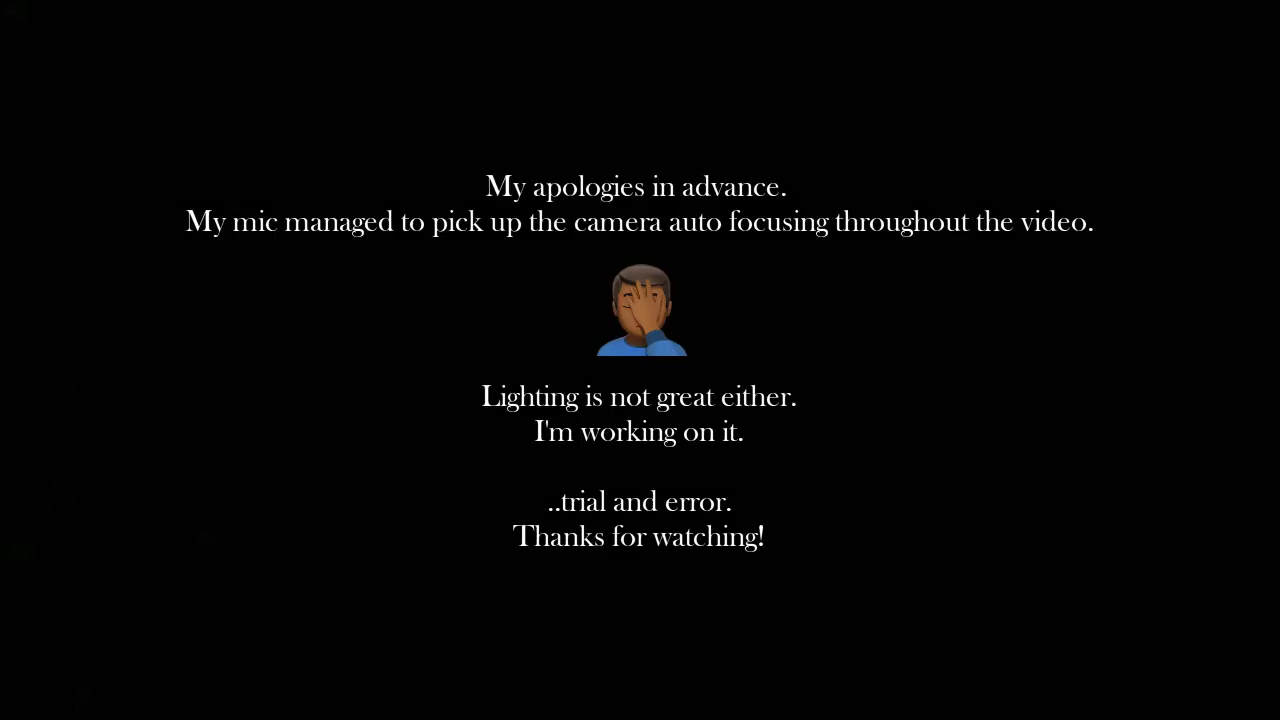 My apologies in advance.
My mic managed to pick up the camera auto focusing throughout the video.
Lighting is not great either.
I'm working on it.
..trial and error.
Thanks for watching!